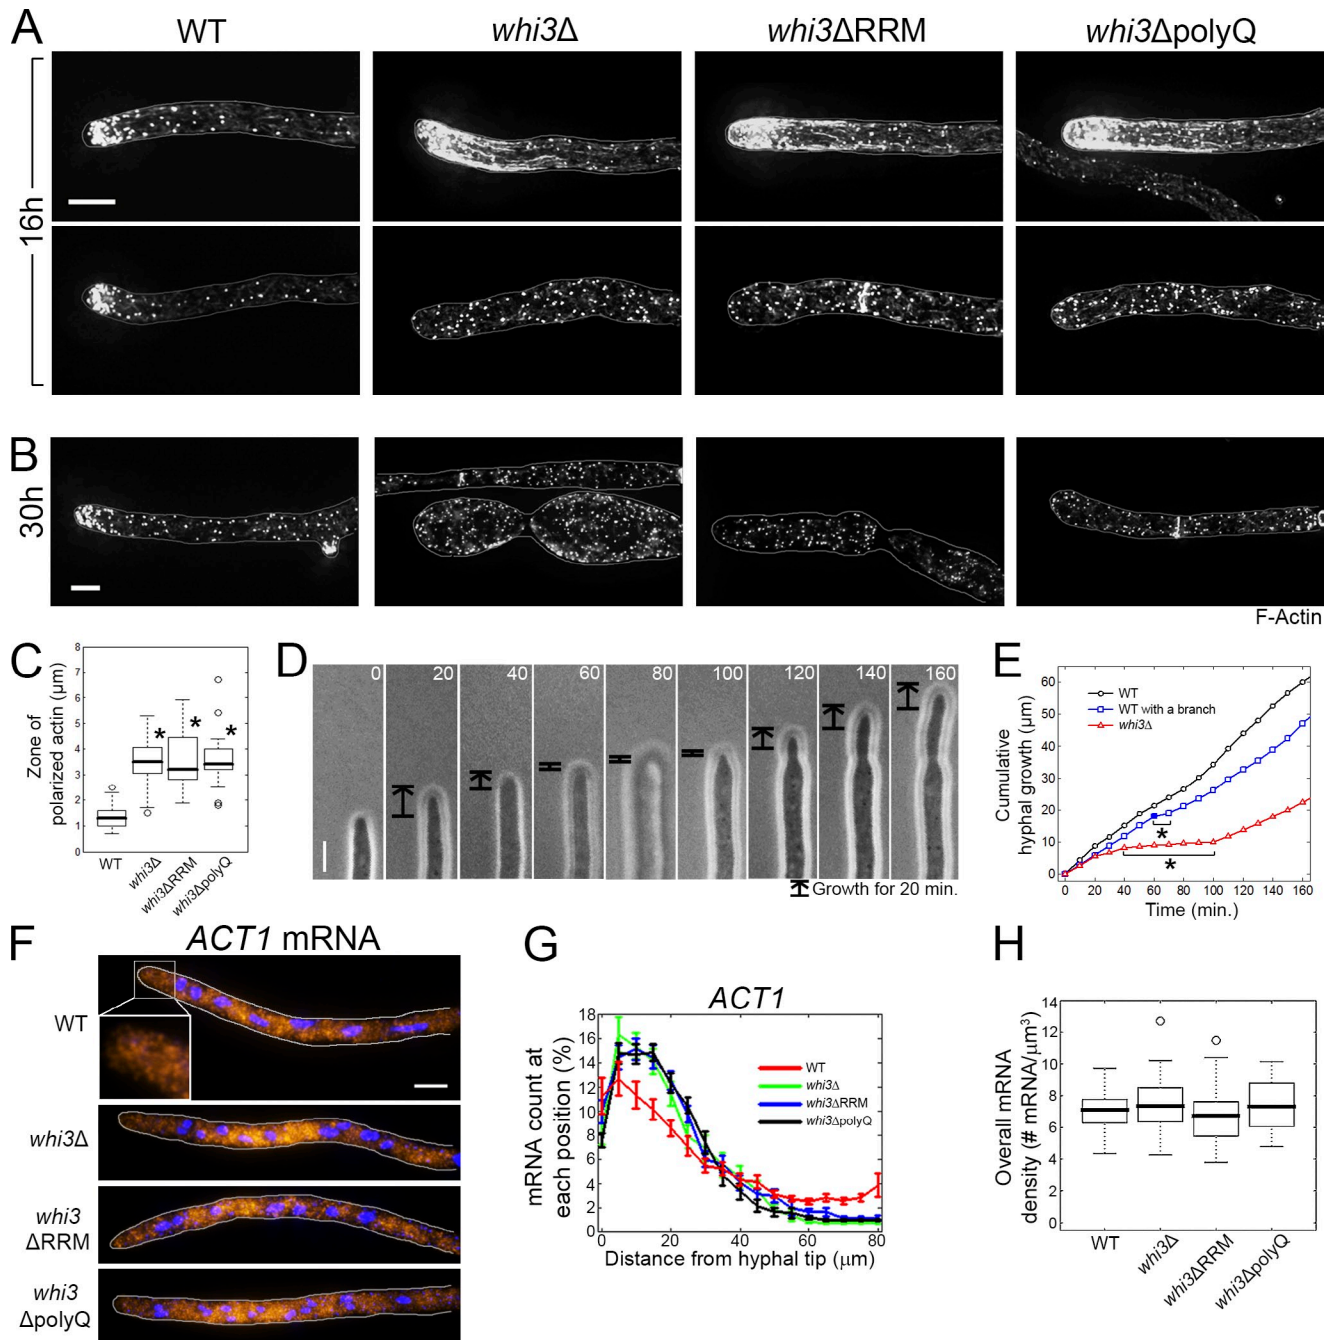 A
WT
whi3Δ
whi3ΔRRM
whi3ΔpolyQ
16h
B
30h
F-Actin
C
Zone of
polarized actin (μm)
8
7
6
5
4
3
2
1
0
*
*
*
WT
whi3Δ
whi3ΔRRM
whi3ΔpolyQ
D
0
20
40
60
80
100
120
140
160
Growth for 20 min.
E
Cumulative
hyphal growth (μm)
60
50
40
30
20
10
0
WT
WT with a branch
whi3Δ
*
*
0 20 40 60 80 100 120 140 160
Time (min.)
F
ACT1 mRNA
WT
whi3Δ
whi3
ΔRRM
whi3
ΔpolyQ
G
ACT1
mRNA count at
each position (%)
18
16
14
12
10
8
6
4
2
0
WT
whi3Δ
whi3ΔRRM
whi3ΔpolyQ
0 20 40 60 80
Distance from hyphal tip (μm)
H
Overall mRNA
density (# mRNA/μm³)
14
12
10
8
6
4
2
0
WT
whi3Δ
whi3ΔRRM
whi3ΔpolyQ